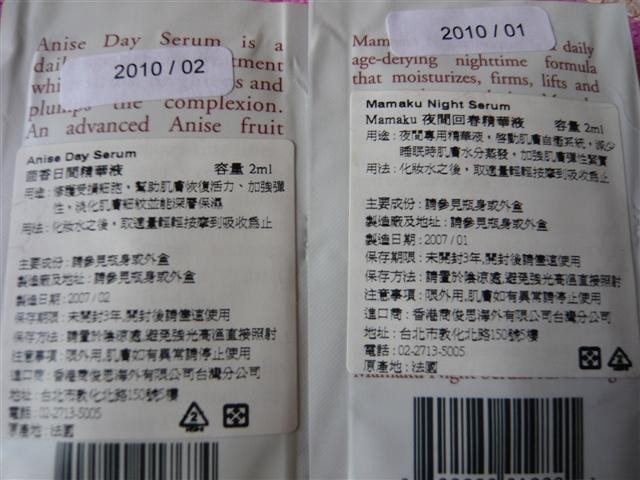 Anise Day Serum is a
2010 / 02
and
plumps the complexion.
An advanced Anise fruit
Anise Day Serum
茴香日間精華液 容量 2ml
用途: 修護受損細胞，幫助肌膚恢復活力、加強彈
性，淡化肌膚細紋並能深層保濕
用法: 化妝水之後，取適量輕輕按摩到吸收為止
主要成份: 請參見瓶身或外盒
製造廠及地址: 請參見瓶身或外盒
製造日期: 2007 / 02
保存期限: 未開封3年,開封後請儘速使用
保存方法: 請置於陰涼處,避免強光高溫直接照射
注意事項: 限外用,肌膚如有異常請停止使用
進口商: 香港商俊思海外有限公司台灣分公司
地址: 台北市敦化北路150號5樓
電話: 02-2713-5005
原產地: 法國
2010 / 01
daily
age-defying nighttime formula
that moisturizes, firms, lifts and
Mamaku Night Serum
Mamaku 夜間回春精華液 容量 2ml
用途: 夜間專用精華液，啟動肌膚自衛系統，減少
睡眠時肌膚水分蒸發，加強肌膚彈性緊實
用法: 化妝水之後，取適量輕輕按摩到吸收為止
主要成份: 請參見瓶身或外盒
製造廠及地址: 請參見瓶身或外盒
製造日期: 2007 / 01
保存期限: 未開封3年,開封後請儘速使用
保存方法: 請置於陰涼處,避免強光高溫直接照射
注意事項: 限外用,肌膚如有異常請停止使用
進口商: 香港商俊思海外有限公司台灣分公司
地址: 台北市敦化北路150號5樓
電話: 02-2713-5005
原產地: 法國